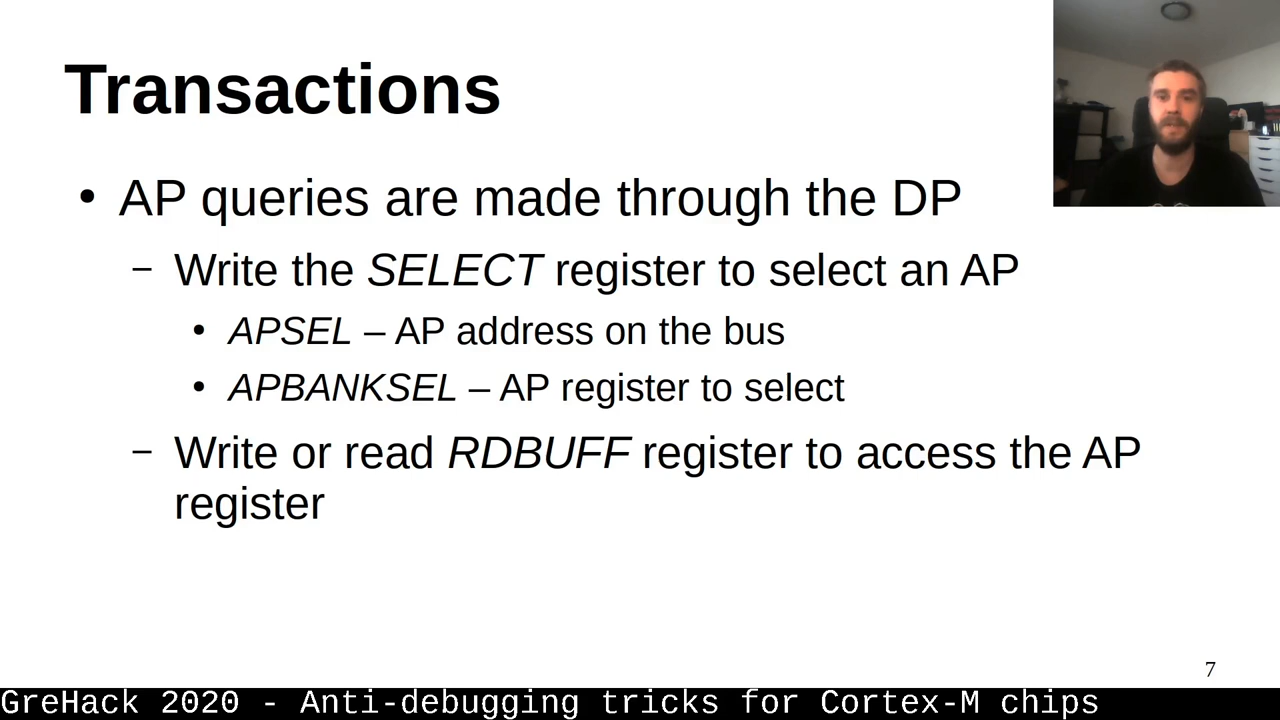 Transactions
• AP queries are made through the DP
– Write the SELECT register to select an AP
• APSEL – AP address on the bus
• APBANKSEL – AP register to select
– Write or read RDBUFF register to access the AP
register
7
GreHack 2020 - Anti-debugging tricks for Cortex-M chips